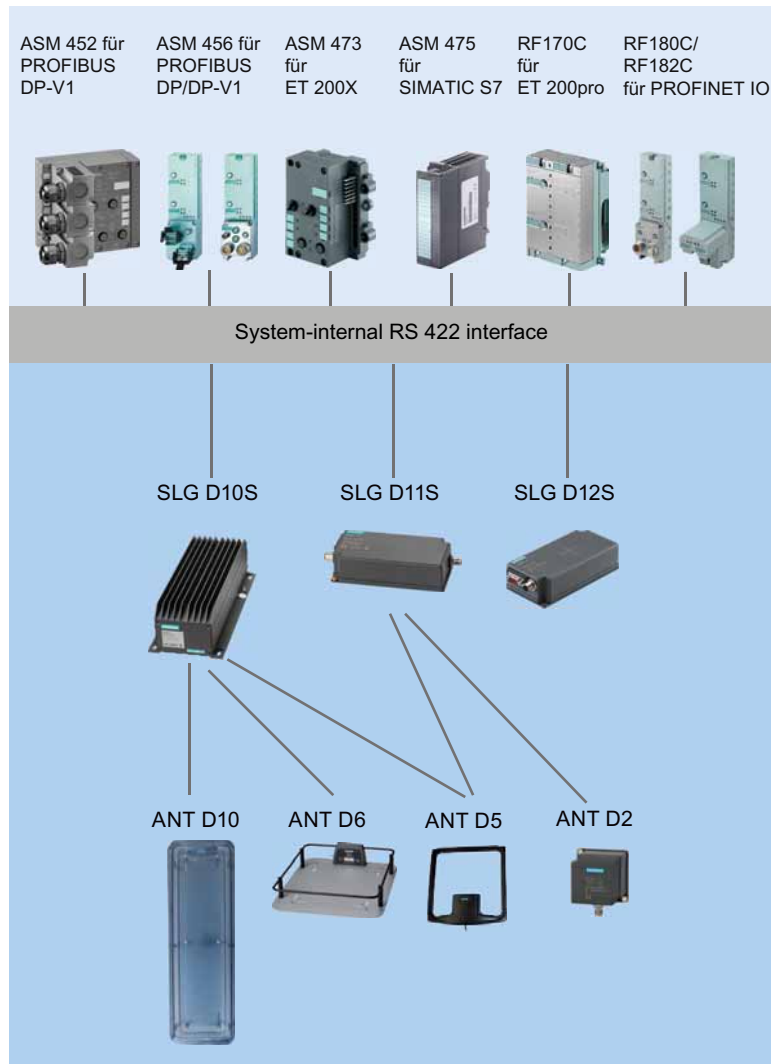 ASM 452 für
PROFIBUS
DP-V1
ASM 456 für
PROFIBUS
DP/DP-V1
ASM 473
für
ET 200X
ASM 475
für
SIMATIC S7
RF170C
für
ET 200pro
RF180C/
RF182C
für PROFINET IO
System-internal RS 422 interface
SLG D10S
SLG D11S
SLG D12S
ANT D10
ANT D6
ANT D5
ANT D2